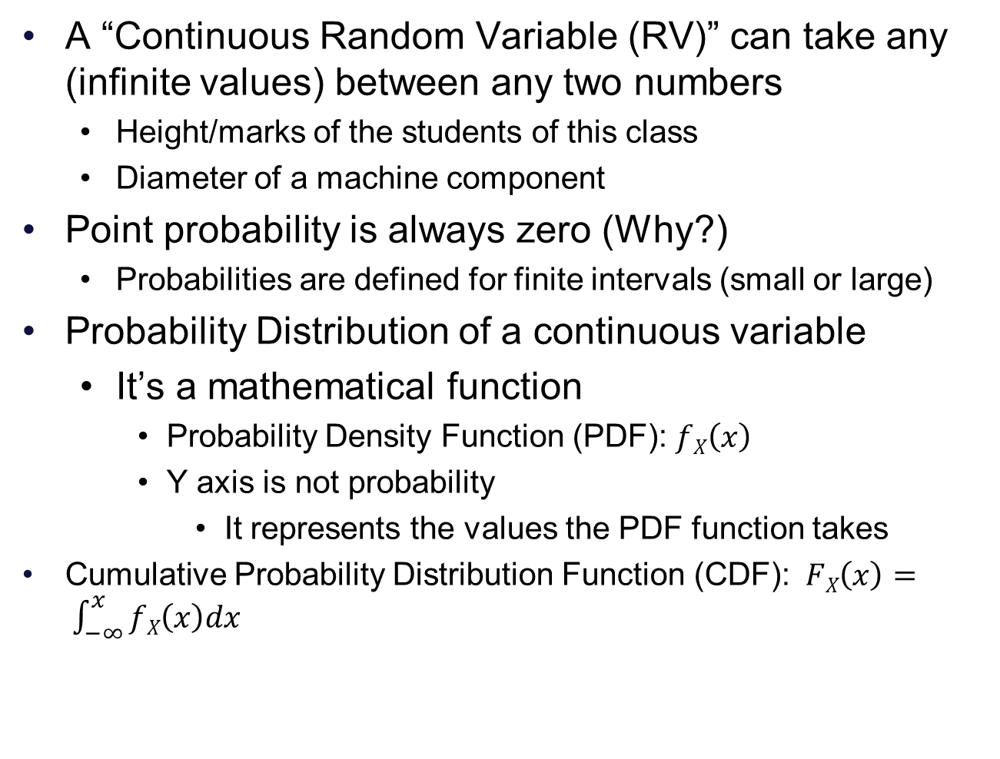 • A “Continuous Random Variable (RV)” can take any
(infinite values) between any two numbers
• Height/marks of the students of this class
• Diameter of a machine component
• Point probability is always zero (Why?)
• Probabilities are defined for finite intervals (small or large)
• Probability Distribution of a continuous variable
• It’s a mathematical function
• Probability Density Function (PDF): 𝑓_𝑋(𝑥)
• Y axis is not probability
• It represents the values the PDF function takes
• Cumulative Probability Distribution Function (CDF): 𝐹_𝑋(𝑥) =
∫_{−∞}^{𝑥} 𝑓_𝑋(𝑥)𝑑𝑥